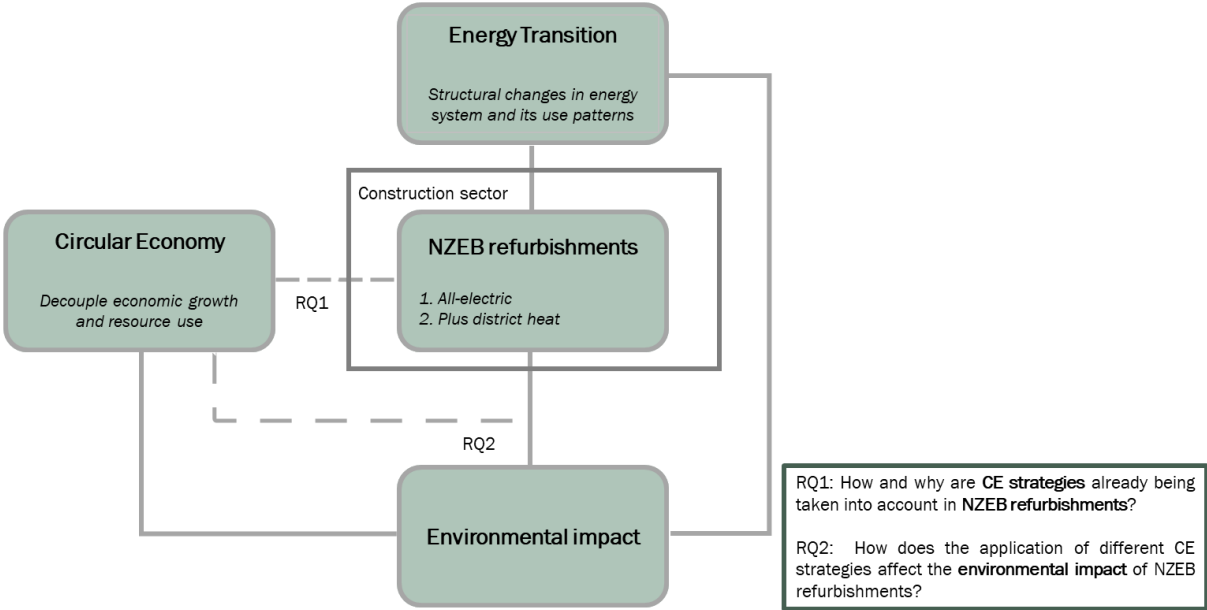 Energy Transition
Structural changes in energy
system and its use patterns
Construction sector
Circular Economy
Decouple economic growth
and resource use
RQ1
NZEB refurbishments
1. All-electric
2. Plus district heat
RQ2
Environmental impact
RQ1: How and why are CE strategies already being
taken into account in NZEB refurbishments?
RQ2: How does the application of different CE
strategies affect the environmental impact of NZEB
refurbishments?